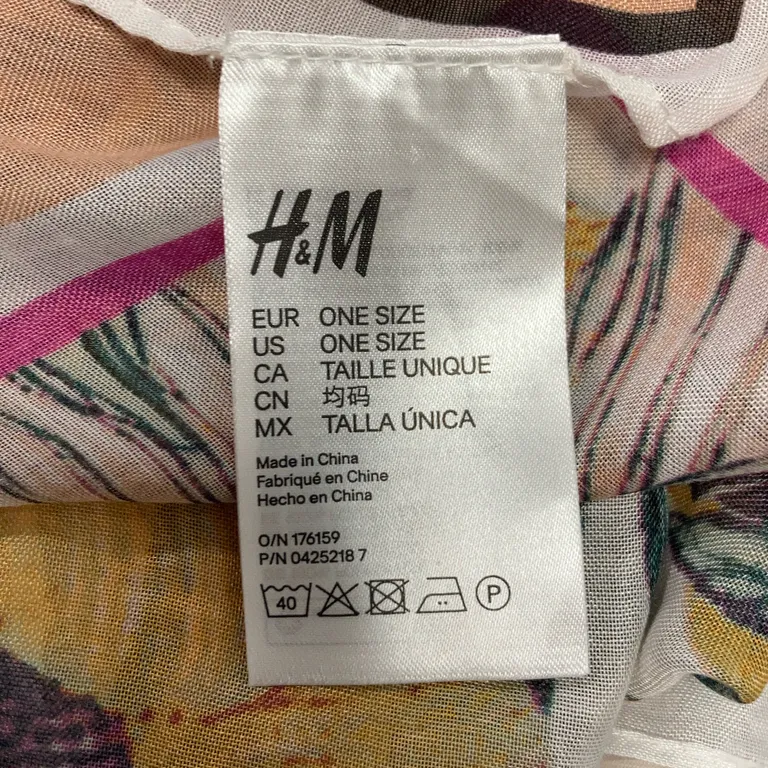 H&M
EUR ONE SIZE
US ONE SIZE
CA TAILLE UNIQUE
CN 均码
MX TALLA ÚNICA
Made in China
Fabriqué en Chine
Hecho en China
O/N 176159
P/N 0425218 7
40 P